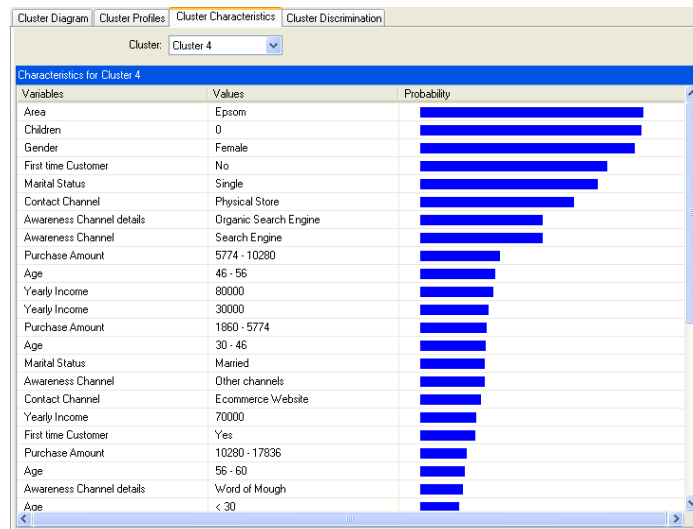 Cluster Diagram Cluster Profiles Cluster Characteristics Cluster Discrimination
Cluster: Cluster 4
Characteristics for Cluster 4
Variables Values Probability
Area Epsom
Children 0
Gender Female
First time Customer No
Marital Status Single
Contact Channel Physical Store
Awareness Channel details Organic Search Engine
Awareness Channel Search Engine
Purchase Amount 5774 - 10280
Age 46 - 56
Yearly Income 80000
Yearly Income 30000
Purchase Amount 1860 - 5774
Age 30 - 46
Marital Status Married
Awareness Channel Other channels
Contact Channel Ecommerce Website
Yearly Income 70000
First time Customer Yes
Purchase Amount 10280 - 17836
Age 56 - 60
Awareness Channel details Word of Mough
Age < 30